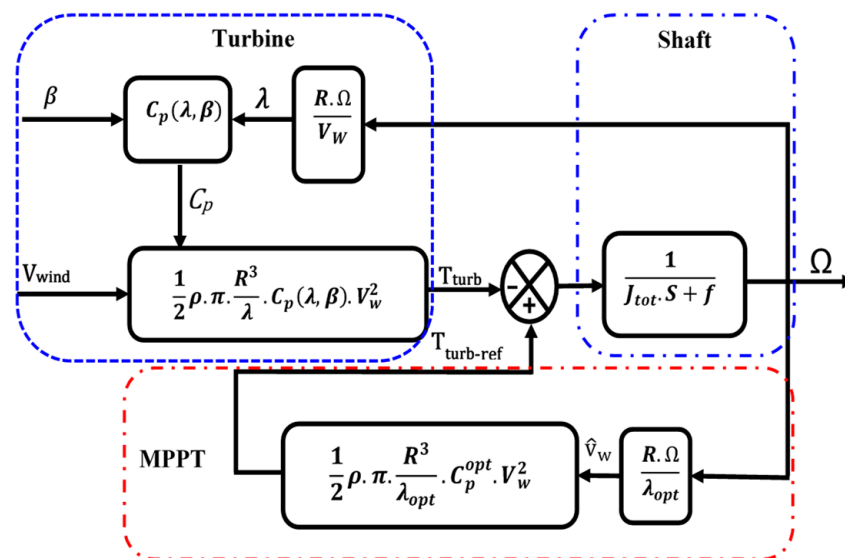 Turbine
Shaft
β
C_p(λ, β)
λ
R.Ω
V_W
C_p
V_wind
1/2 ρ.π.R^3/λ.C_p(λ, β).V_w^2
T_turb
-
+
1
J_tot.S + f
Ω
T_turb-ref
MPPT
1/2 ρ.π.R^3/λ_opt.C_p^opt.V_w^2
v̂_w
R.Ω
λ_opt